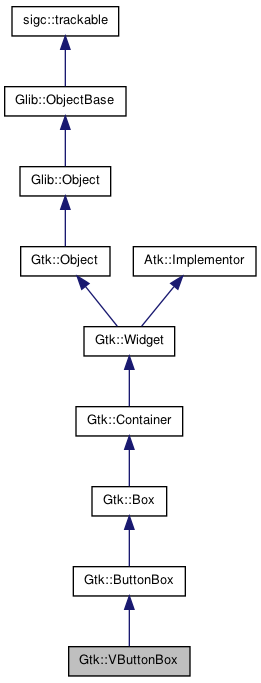 sigc::trackable
Glib::ObjectBase
Glib::Object
Gtk::Object
Atk::Implementor
Gtk::Widget
Gtk::Container
Gtk::Box
Gtk::ButtonBox
Gtk::VButtonBox